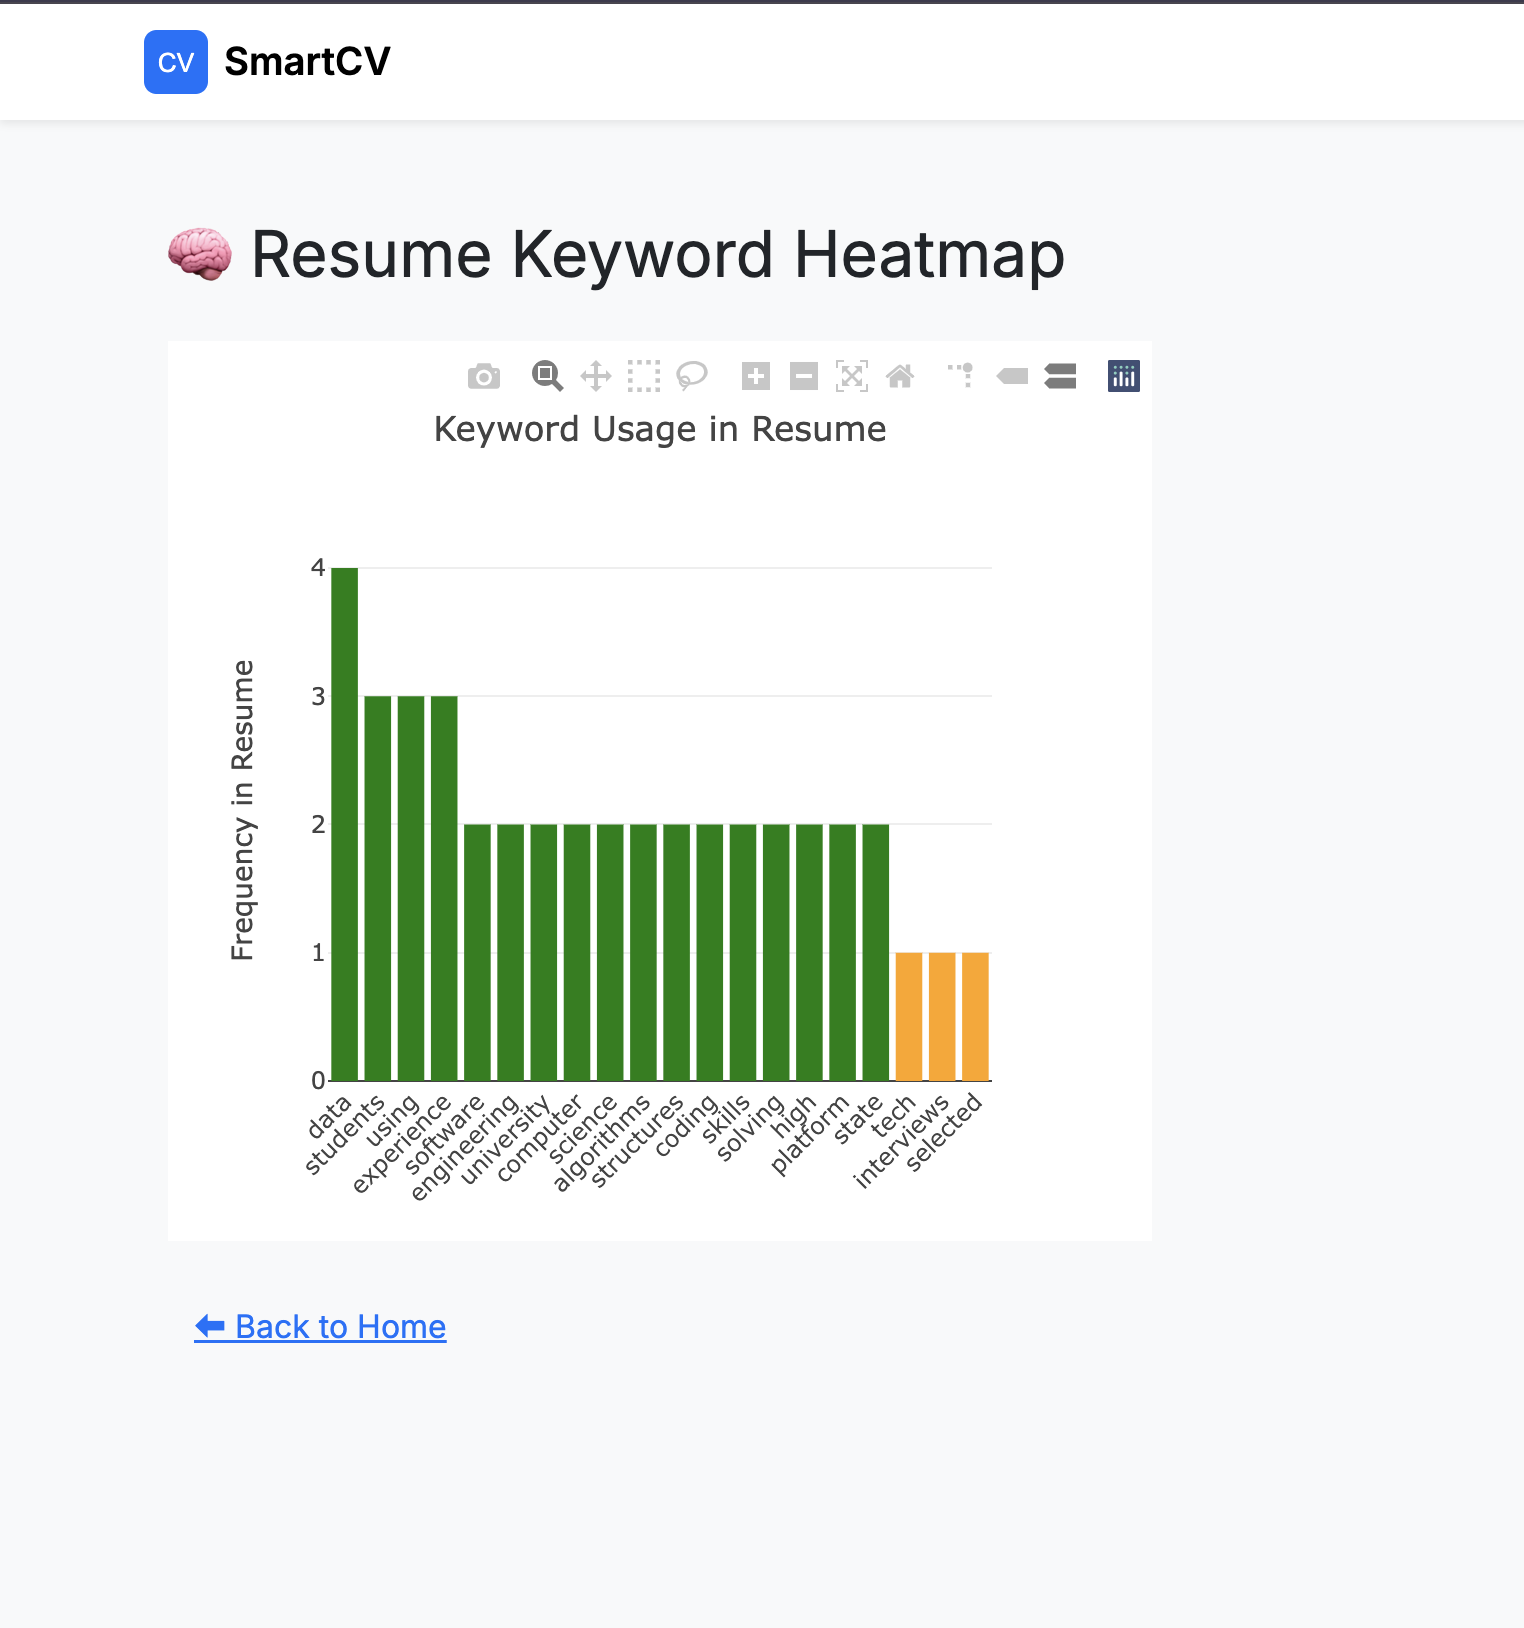 CV SmartCV
Resume Keyword Heatmap
Keyword Usage in Resume
Frequency in Resume
4
3
2
1
0
data
students
using
experience
software
engineering
university
computer
science
algorithms
structures
coding
skills
solving
high
platform
state
tech
interviews
selected
⬅ Back to Home